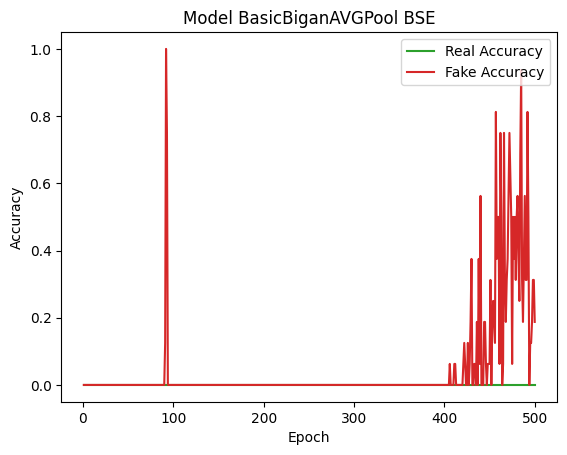 Model BasicBiganAVGPool BSE
Real Accuracy
Fake Accuracy
Accuracy
1.0
0.8
0.6
0.4
0.2
0.0
0 100 200 300 400 500
Epoch